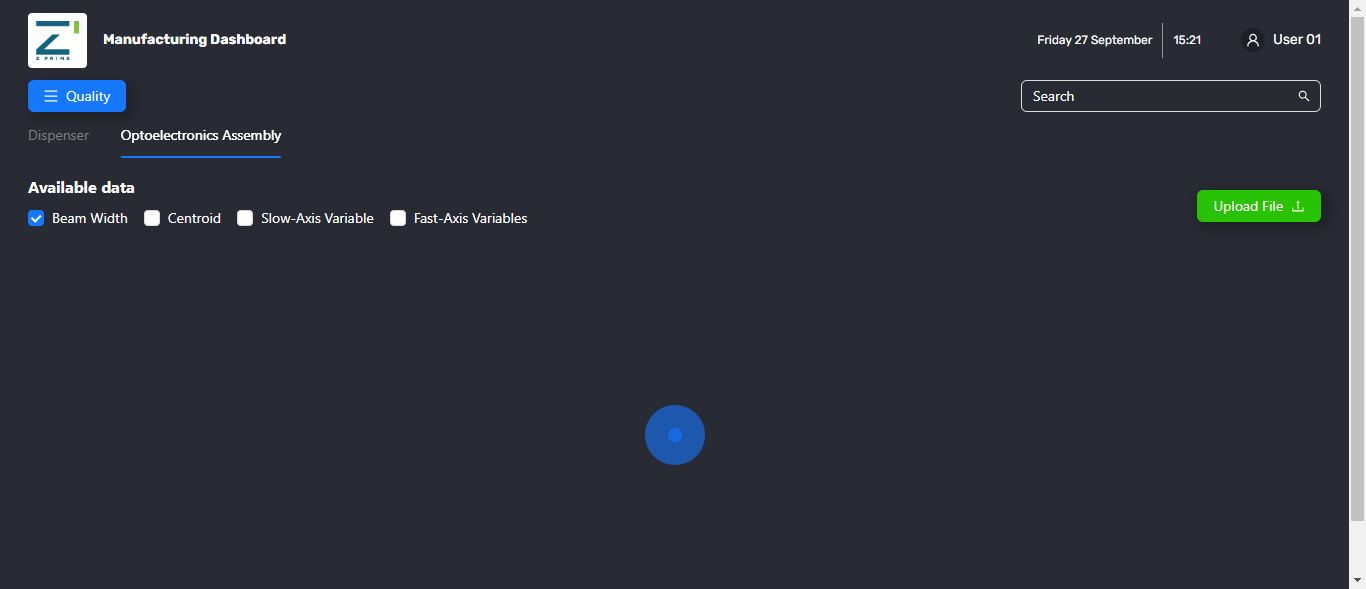 Z PRIME
Manufacturing Dashboard
Friday 27 September
15:21
User 01
Quality
Search
Dispenser
Optoelectronics Assembly
Available data
Beam Width
Centroid
Slow-Axis Variable
Fast-Axis Variables
Upload File